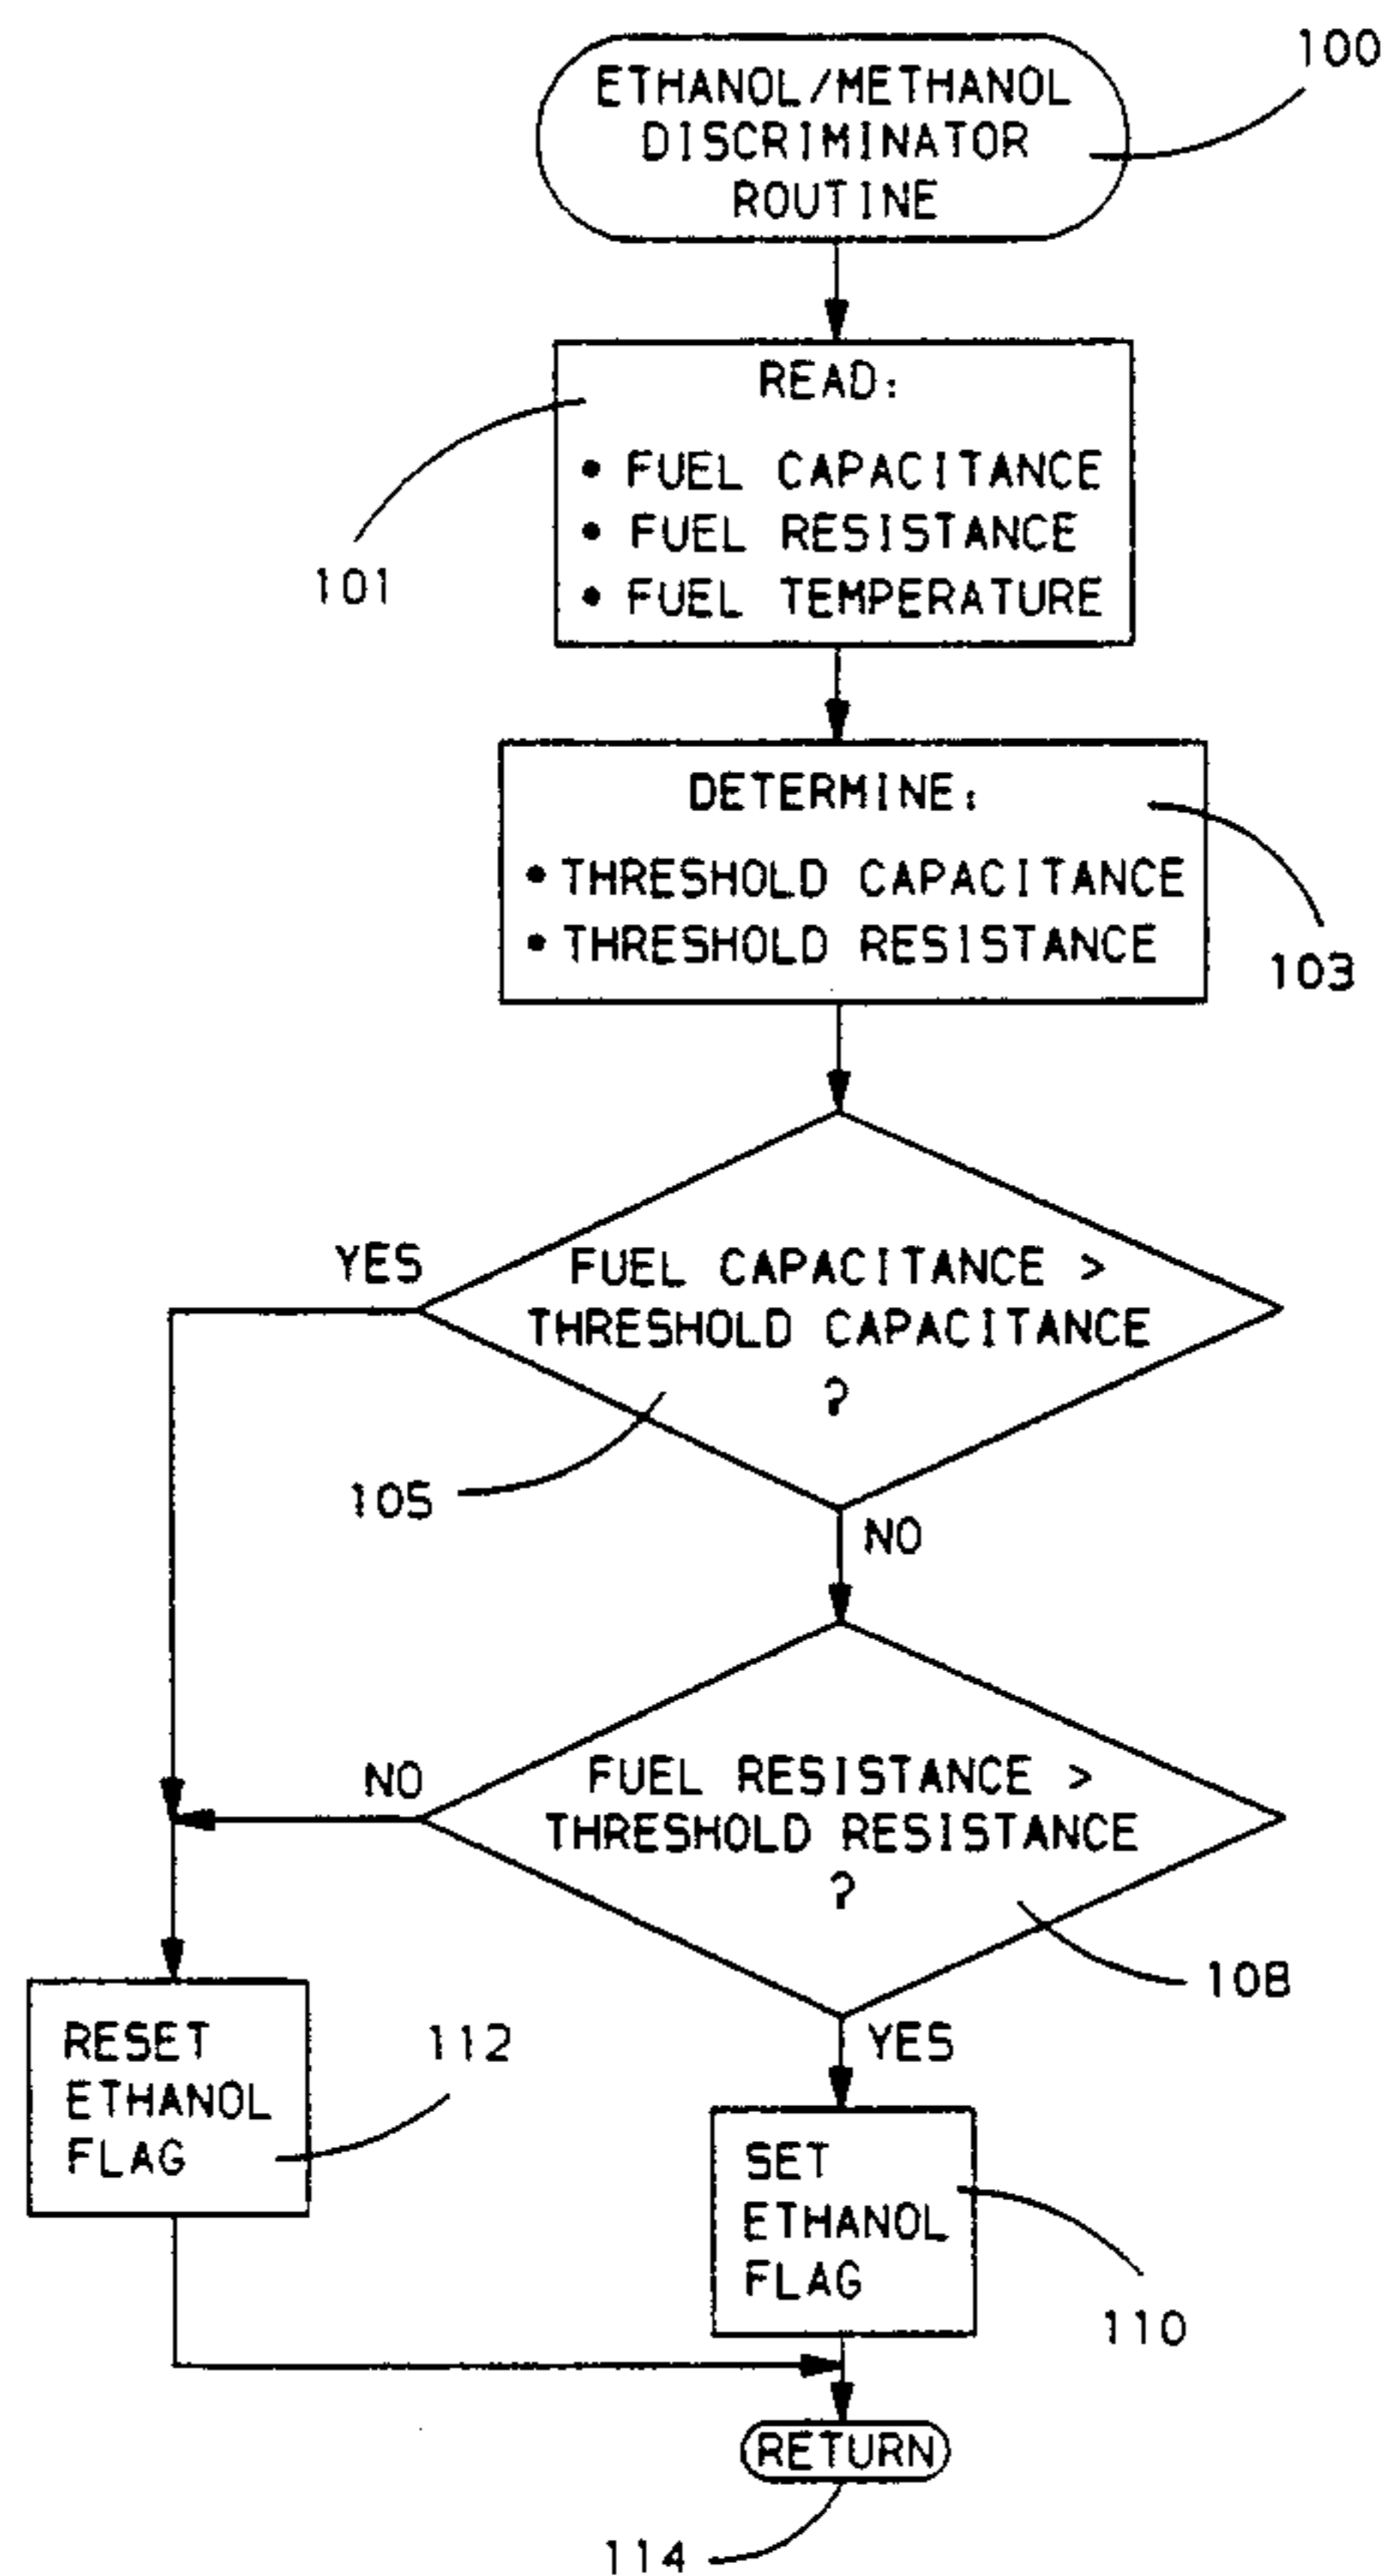 100
ETHANOL/METHANOL
DISCRIMINATOR
ROUTINE
READ:
• FUEL CAPACITANCE
• FUEL RESISTANCE
• FUEL TEMPERATURE
101
DETERMINE:
• THRESHOLD CAPACITANCE
• THRESHOLD RESISTANCE
103
YES
FUEL CAPACITANCE >
THRESHOLD CAPACITANCE
?
105
NO
NO
FUEL RESISTANCE >
THRESHOLD RESISTANCE
?
108
YES
RESET
ETHANOL
FLAG
112
SET
ETHANOL
FLAG
110
RETURN
114